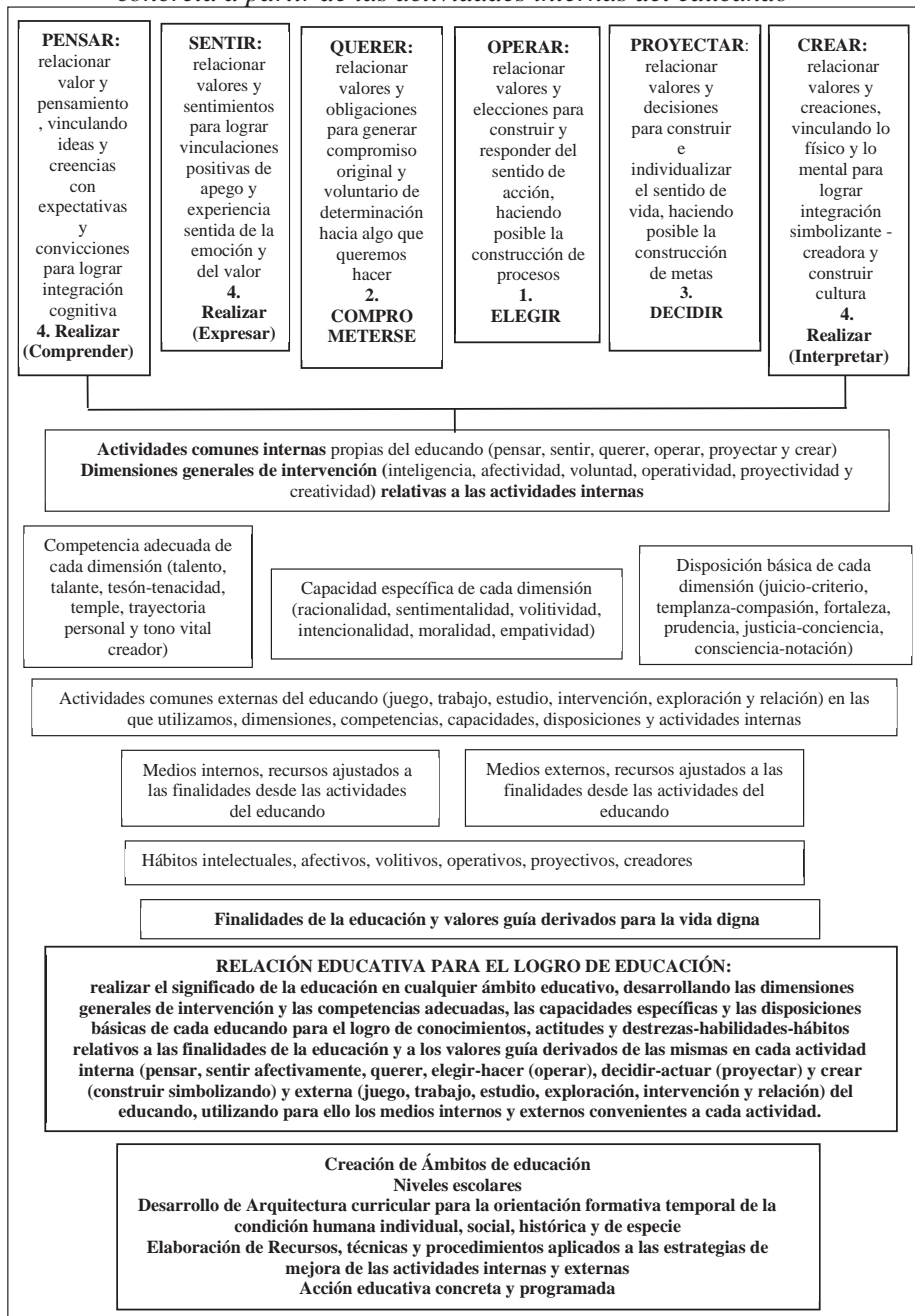 concreta a partir de las actividades internas del educando
PENSAR:
relacionar
valor y
pensamiento
, vinculando
ideas y
creencias
con
expectativas
y
convicciones
para lograr
integración
cognitiva
4. Realizar
(Comprender)
SENTIR:
relacionar
valores y
sentimientos
para lograr
vinculaciones
positivas de
apego y
experiencia
sentida de la
emoción y
del valor
4.
Realizar
(Expresar)
QUERER:
relacionar
valores y
obligaciones
para generar
compromiso
original y
voluntario de
determinación
hacia algo que
queremos
hacer
2.
COMPRO
METERSE
OPERAR:
relacionar
valores y
elecciones para
construir y
responder del
sentido de
acción,
haciendo
posible la
construcción de
procesos
1.
ELEGIR
PROYECTAR:
relacionar
valores y
decisiones
para construir
e
individualizar
el sentido de
vida, haciendo
posible la
construcción
de metas
3.
DECIDIR
CREAR:
relacionar
valores y
creaciones,
vinculando lo
físico y lo
mental para
lograr
integración
simbolizante -
creadora y
construir
cultura
4.
Realizar
(Interpretar)
Actividades comunes internas propias del educando (pensar, sentir, querer, operar, proyectar y crear)
Dimensiones generales de intervención (inteligencia, afectividad, voluntad, operatividad, proyectividad y
creatividad) relativas a las actividades internas
Competencia adecuada de
cada dimensión (talento,
talante, tesón-tenacidad,
temple, trayectoria
personal y tono vital
creador)
Capacidad específica de cada dimensión
(racionalidad, sentimentalidad, volitividad,
intencionalidad, moralidad, empatividad)
Disposición básica de cada
dimensión (juicio-criterio,
templanza-compasión, fortaleza,
prudencia, justicia-conciencia,
consciencia-notación)
Actividades comunes externas del educando (juego, trabajo, estudio, intervención, exploración y relación) en las
que utilizamos, dimensiones, competencias, capacidades, disposiciones y actividades internas
Medios internos, recursos ajustados a
las finalidades desde las actividades
del educando
Medios externos, recursos ajustados a las
finalidades desde las actividades del
educando
Hábitos intelectuales, afectivos, volitivos, operativos, proyectivos, creadores
Finalidades de la educación y valores guía derivados para la vida digna
RELACIÓN EDUCATIVA PARA EL LOGRO DE EDUCACIÓN:
realizar el significado de la educación en cualquier ámbito educativo, desarrollando las dimensiones
generales de intervención y las competencias adecuadas, las capacidades específicas y las disposiciones
básicas de cada educando para el logro de conocimientos, actitudes y destrezas-habilidades-hábitos
relativos a las finalidades de la educación y a los valores guía derivados de las mismas en cada actividad
interna (pensar, sentir afectivamente, querer, elegir-hacer (operar), decidir-actuar (proyectar) y crear
(construir simbolizando) y externa (juego, trabajo, estudio, exploración, intervención y relación) del
educando, utilizando para ello los medios internos y externos convenientes a cada actividad.
Creación de Ámbitos de educación
Niveles escolares
Desarrollo de Arquitectura curricular para la orientación formativa temporal de la
condición humana individual, social, histórica y de especie
Elaboración de Recursos, técnicas y procedimientos aplicados a las estrategias de
mejora de las actividades internas y externas
Acción educativa concreta y programada